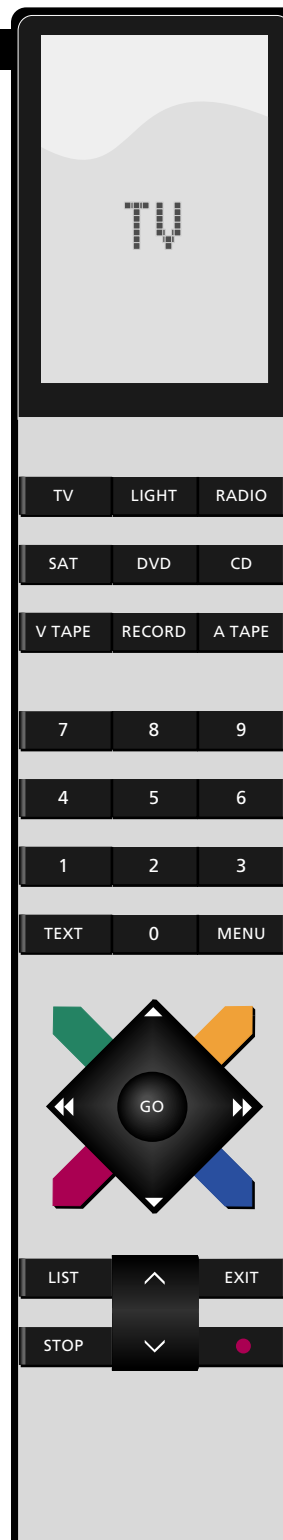 TV
TV LIGHT RADIO
SAT DVD CD
V TAPE RECORD A TAPE
7 8 9
4 5 6
1 2 3
TEXT 0 MENU
GO
LIST EXIT
STOP